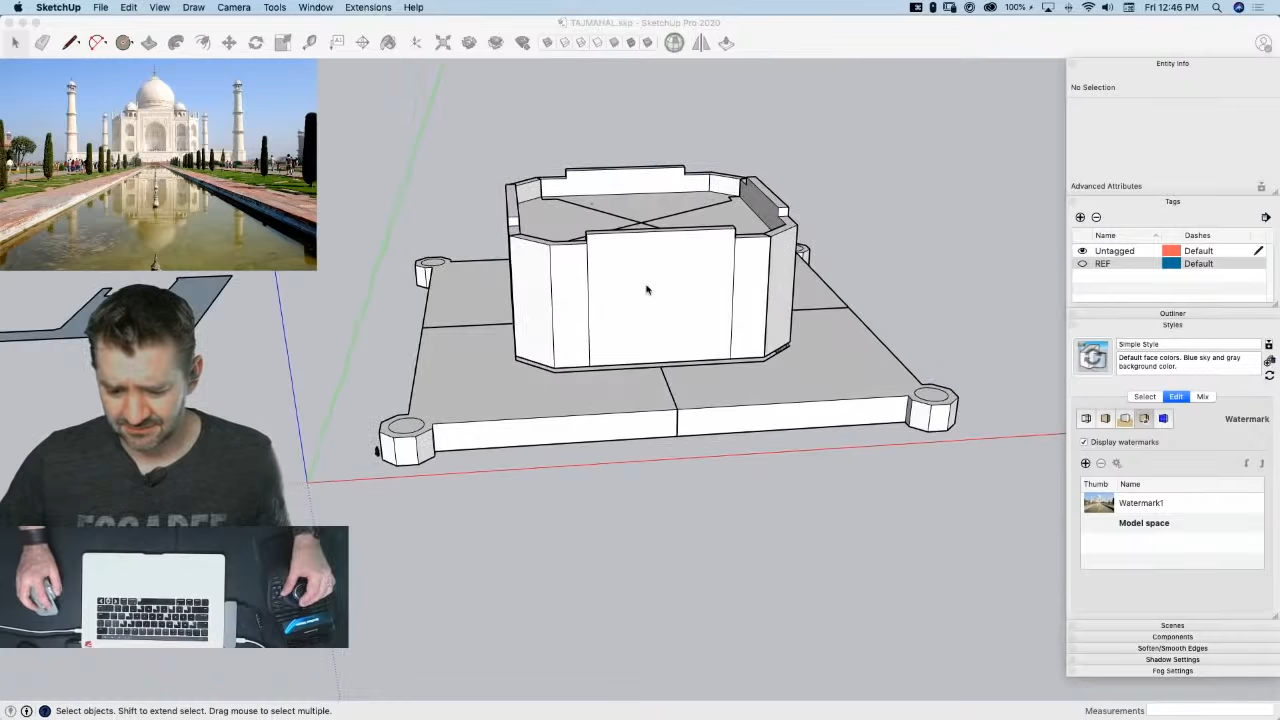 SketchUp File Edit View Draw Camera Tools Window Extensions Help
100% Fri 12:46 PM
TAJMAHAL.skp - SketchUp Pro 2020
Entity Info
No Selection
Advanced Attributes
Tags
Name Dashes
Untagged Default
REF Default
Outliner
Styles
Simple Style
Default face colors. Blue sky and gray
background color.
Select Edit Mix
Watermark
Display watermarks
Thumb Name
Watermark1
Model space
Scenes
Components
Soften/Smooth Edges
Shadow Settings
Fog Settings
Select objects. Shift to extend select. Drag mouse to select multiple.
Measurements